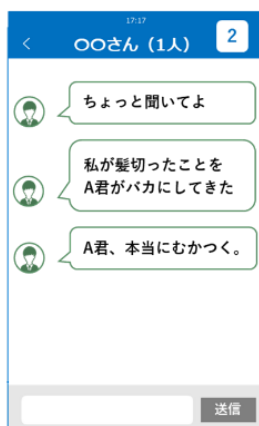 17:17
〇〇さん（1人）
2
ちょっと聞いてよ
私が髪切ったことを
A君がバカにしてきた
A君、本当にむかつく。
送信